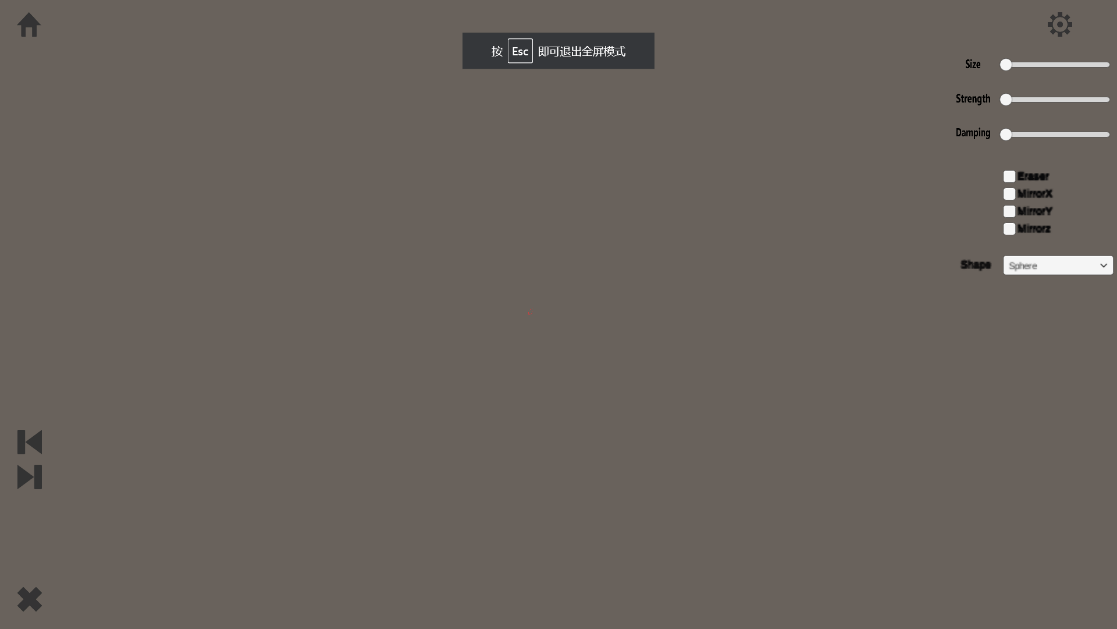 按 Esc 即可退出全屏模式
Size
Strength
Damping
Eraser
MirrorX
MirrorY
Mirrorz
Shape Sphere